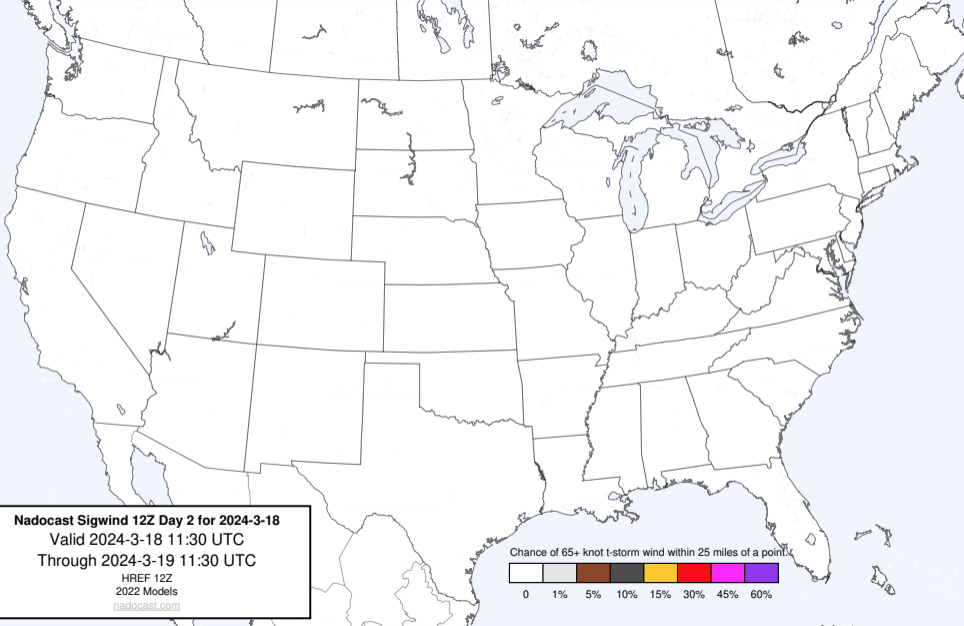 Nadocast Sigwind 12Z Day 2 for 2024-3-18
Valid 2024-3-18 11:30 UTC
Through 2024-3-19 11:30 UTC
HREF 12Z
2022 Models
nadocast.com
Chance of 65+ knot t-storm wind within 25 miles of a point.
0 1% 5% 10% 15% 30% 45% 60%